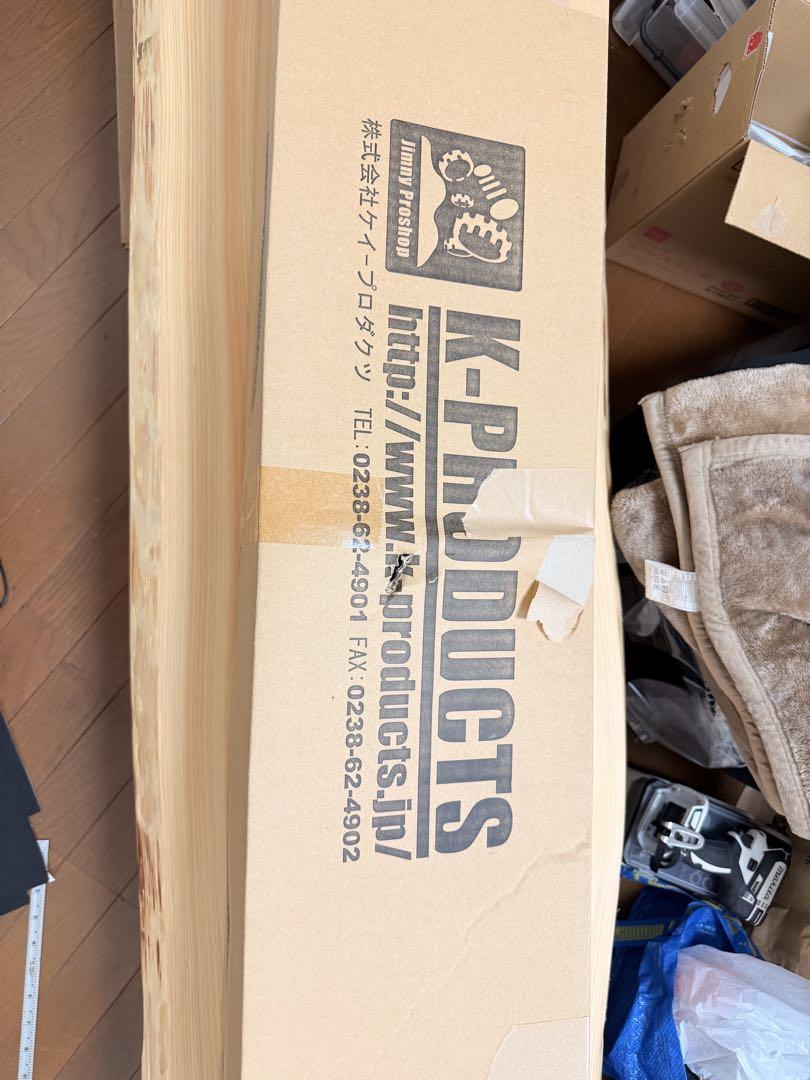 Jimny Proshop
K-PRODUCTS
http://www.k-products.jp/
株式会社ケイープロダクツ TEL:0238-62-4901 FAX:0238-62-4902
makita